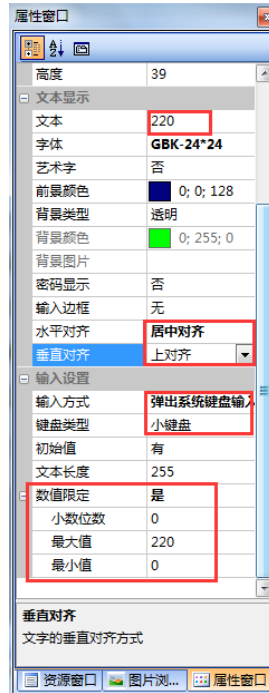 属性窗口
高度 39
文本显示
文本 220
字体 GBK-24*24
艺术字 否
前景颜色 0; 0; 128
背景类型 透明
背景颜色 0; 255; 0
背景图片
密码显示 否
输入边框 无
水平对齐 居中对齐
垂直对齐 上对齐
输入设置
输入方式 弹出系统键盘输入
键盘类型 小键盘
初始值 有
文本长度 255
数值限定 是
小数位数 0
最大值 220
最小值 0
垂直对齐
文字的垂直对齐方式
资源窗口 图片浏... 属性窗口